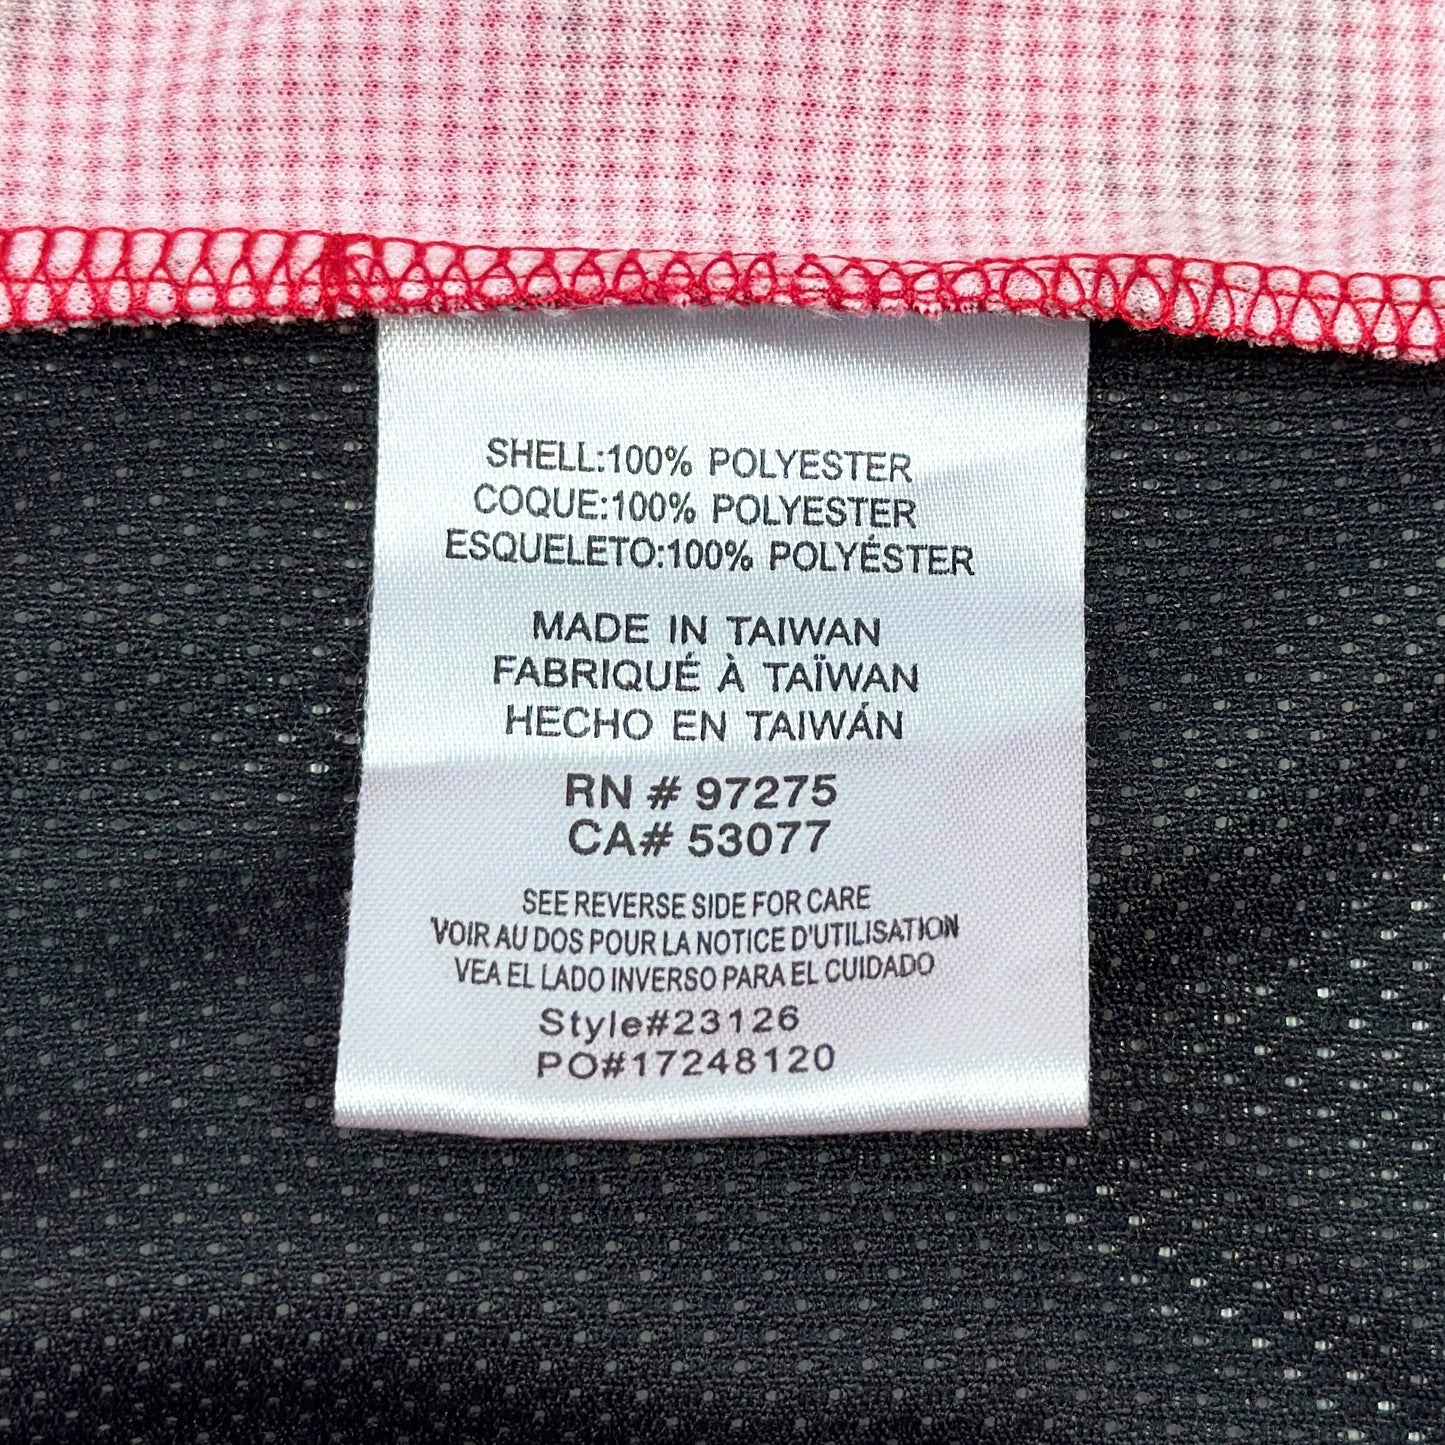 SHELL:100% POLYESTER
COQUE:100% POLYESTER
ESQUELETO:100% POLYÉSTER
MADE IN TAIWAN
FABRIQUÉ À TAÏWAN
HECHO EN TAIWÁN
RN # 97275
CA# 53077
SEE REVERSE SIDE FOR CARE
VOIR AU DOS POUR LA NOTICE D'UTILISATION
VEA EL LADO INVERSO PARA EL CUIDADO
Style#23126
PO#17248120